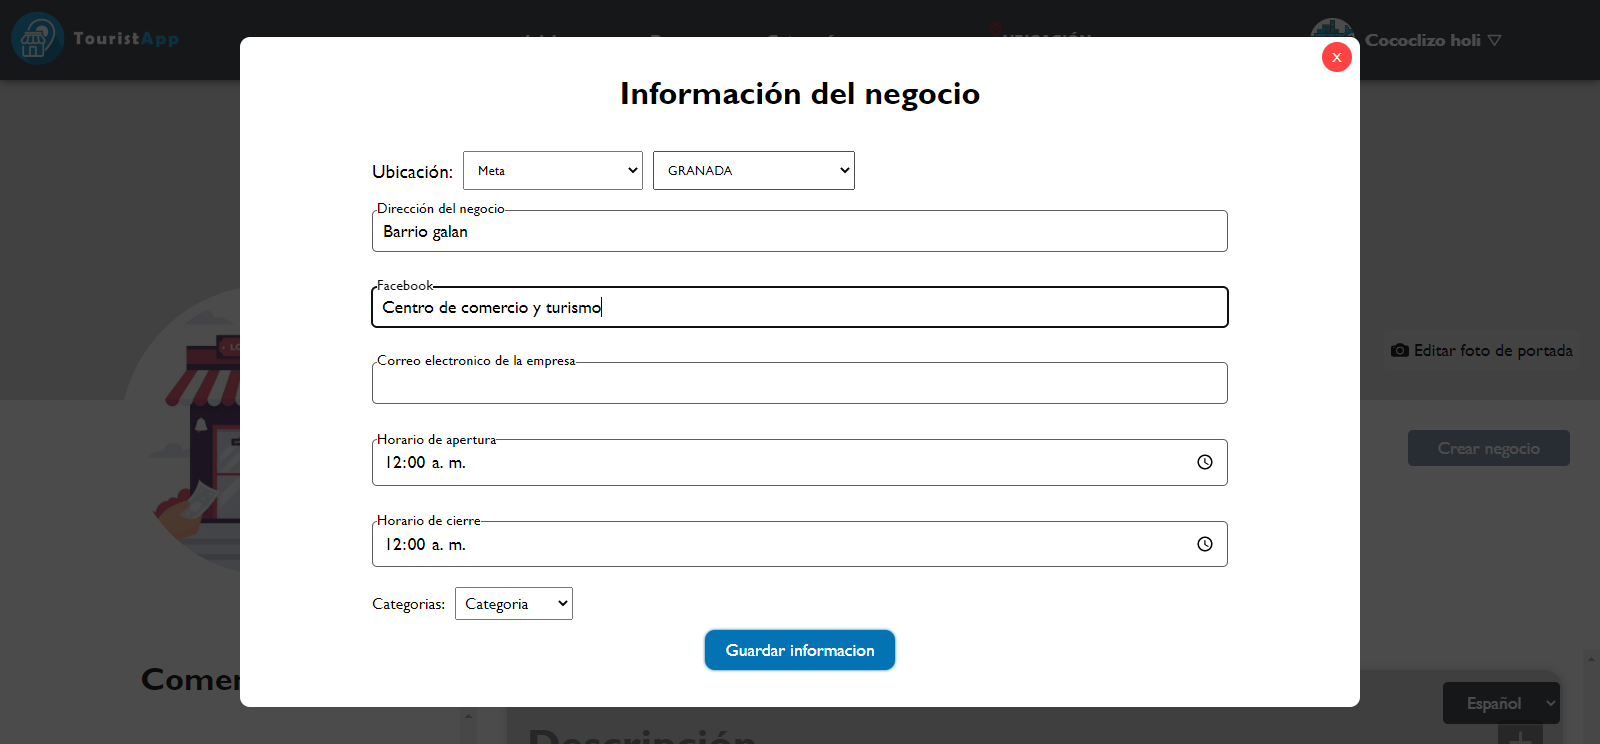 TouristApp
UBICACIÓN
Cococlizo holi
X
Información del negocio
Ubicación: Meta GRANADA
Dirección del negocio
Barrio galan
Facebook
Centro de comercio y turismo
Correo electronico de la empresa
Horario de apertura
12:00 a. m.
Horario de cierre
12:00 a. m.
Categorias: Categoria
Guardar informacion
Editar foto de portada
Crear negocio
Español
Descripción